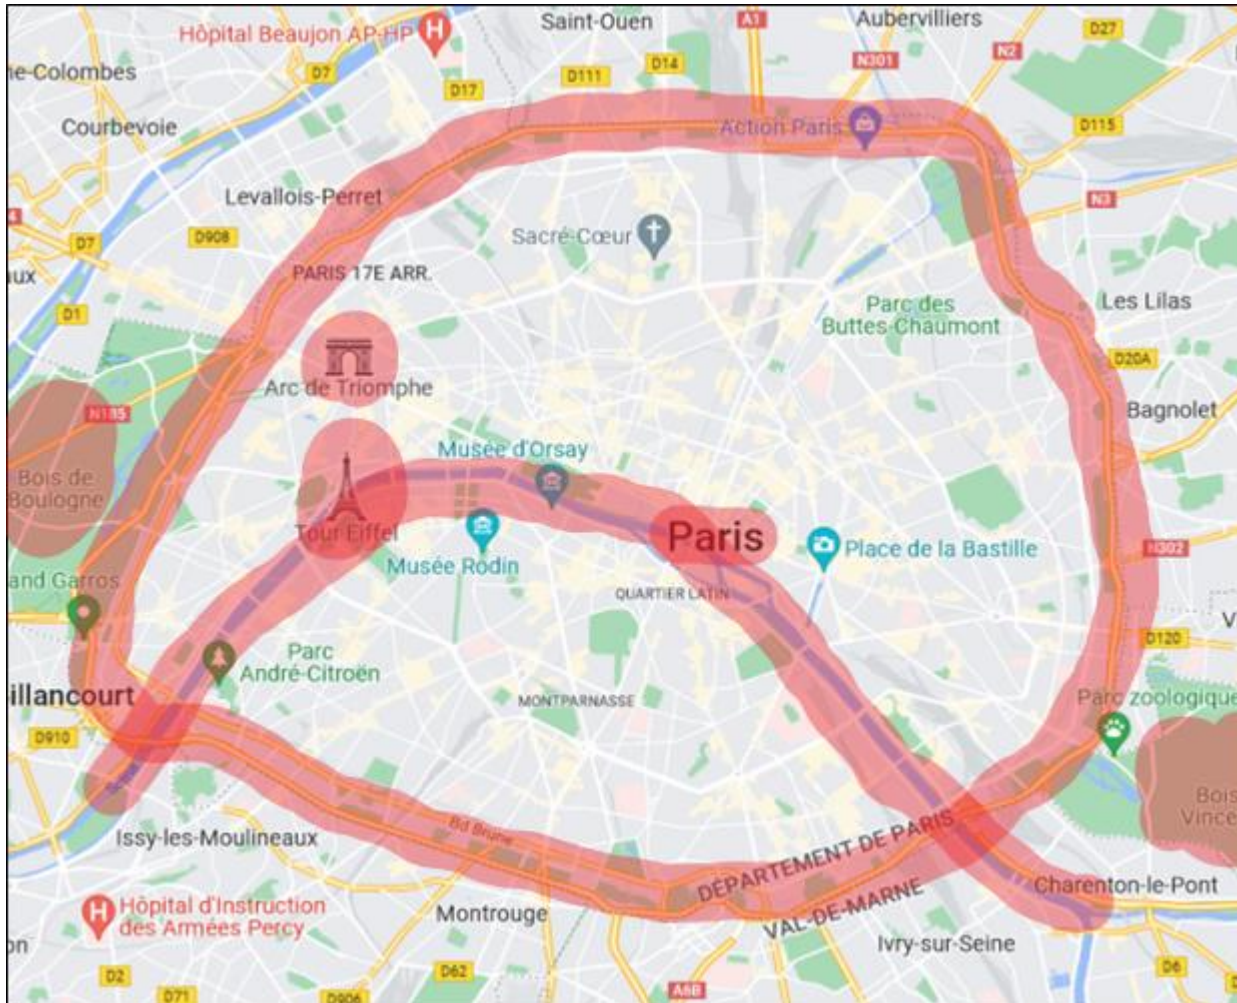 Saint-Ouen
A1
Aubervilliers
D27
Hôpital Beaujon AP-HP
H
N2
N301
D14
D7
D111
ne-Colombes
D17
Courbevoie
Action Paris
D115
Levallois-Perret
N3
4
D7
D908
Sacré-Cœur
PARIS 17E ARR.
aux
D1
Parc des
Buttes-Chaumont
Les Lilas
D20A
Arc de Triomphe
N185
Bagnolet
Musée d'Orsay
Bois de
Boulogne
Tour Eiffel
Paris
Place de la Bastille
N302
Musée Rodin
and Garros
QUARTIER LATIN
V
D120
Parc
André-Citroën
illancourt
MONTPARNASSE
Parc zoologique
D910
Seine
Bois
Vince
Issy-les-Moulineaux
Bd Brune
DÉPARTEMENT DE PARIS
VAL-DE-MARNE
Charenton-le-Pont
H
Hôpital d'Instruction
des Armées Percy
Montrouge
Ivry-sur-Seine
on
D2
D62
D6
D71
D906
A6B
D